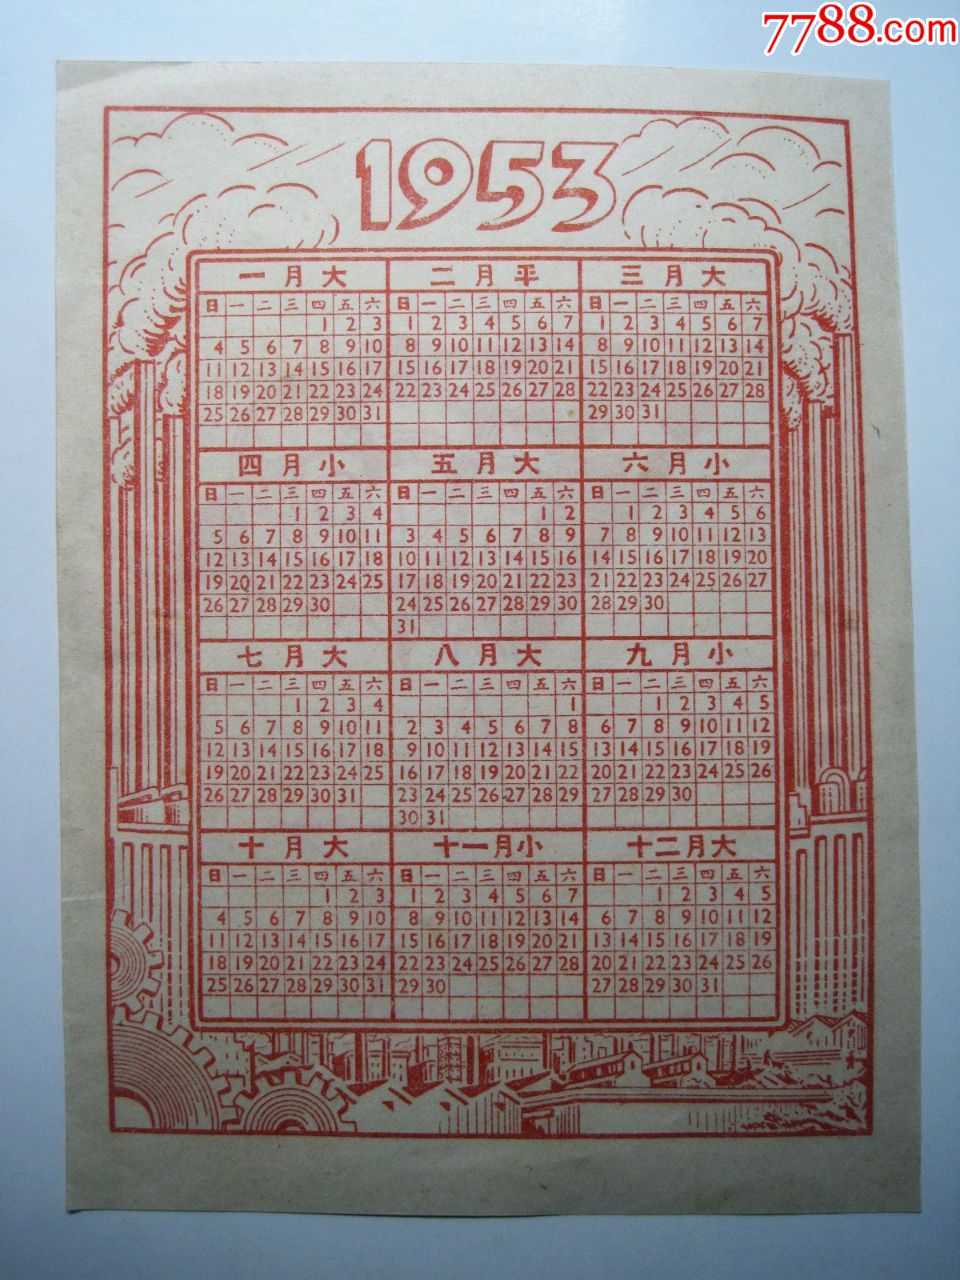 7788.com
1953
一月大 二月平 三月大
日一二三四五六 日一二三四五六 日一二三四五六
1 2 3 1 2 3 4 5 6 7 1 2 3 4 5 6 7
4 5 6 7 8 9 10 8 9 10 11 12 13 14 8 9 10 11 12 13 14
11 12 13 14 15 16 17 15 16 17 18 19 20 21 15 16 17 18 19 20 21
18 19 20 21 22 23 24 22 23 24 25 26 27 28 22 23 24 25 26 27 28
25 26 27 28 29 30 31 29 30 31
四月小 五月大 六月小
日一二三四五六 日一二三四五六 日一二三四五六
1 2 3 4 1 2 1 2 3 4 5 6
5 6 7 8 9 10 11 3 4 5 6 7 8 9 7 8 9 10 11 12 13
12 13 14 15 16 17 18 10 11 12 13 14 15 16 14 15 16 17 18 19 20
19 20 21 22 23 24 25 17 18 19 20 21 22 23 21 22 23 24 25 26 27
26 27 28 29 30 24 25 26 27 28 29 30 28 29 30
31
七月大 八月大 九月小
日一二三四五六 日一二三四五六 日一二三四五六
1 2 3 4 1 1 2 3 4 5
5 6 7 8 9 10 11 2 3 4 5 6 7 8 6 7 8 9 10 11 12
12 13 14 15 16 17 18 9 10 11 12 13 14 15 13 14 15 16 17 18 19
19 20 21 22 23 24 25 16 17 18 19 20 21 22 20 21 22 23 24 25 26
26 27 28 29 30 31 23 24 25 26 27 28 29 27 28 29 30
30 31
十月大 十一月小 十二月大
日一二三四五六 日一二三四五六 日一二三四五六
1 2 3 1 2 3 4 5 6 7 1 2 3 4 5
4 5 6 7 8 9 10 8 9 10 11 12 13 14 6 7 8 9 10 11 12
11 12 13 14 15 16 17 15 16 17 18 19 20 21 13 14 15 16 17 18 19
18 19 20 21 22 23 24 22 23 24 25 26 27 28 20 21 22 23 24 25 26
25 26 27 28 29 30 31 29 30 27 28 29 30 31